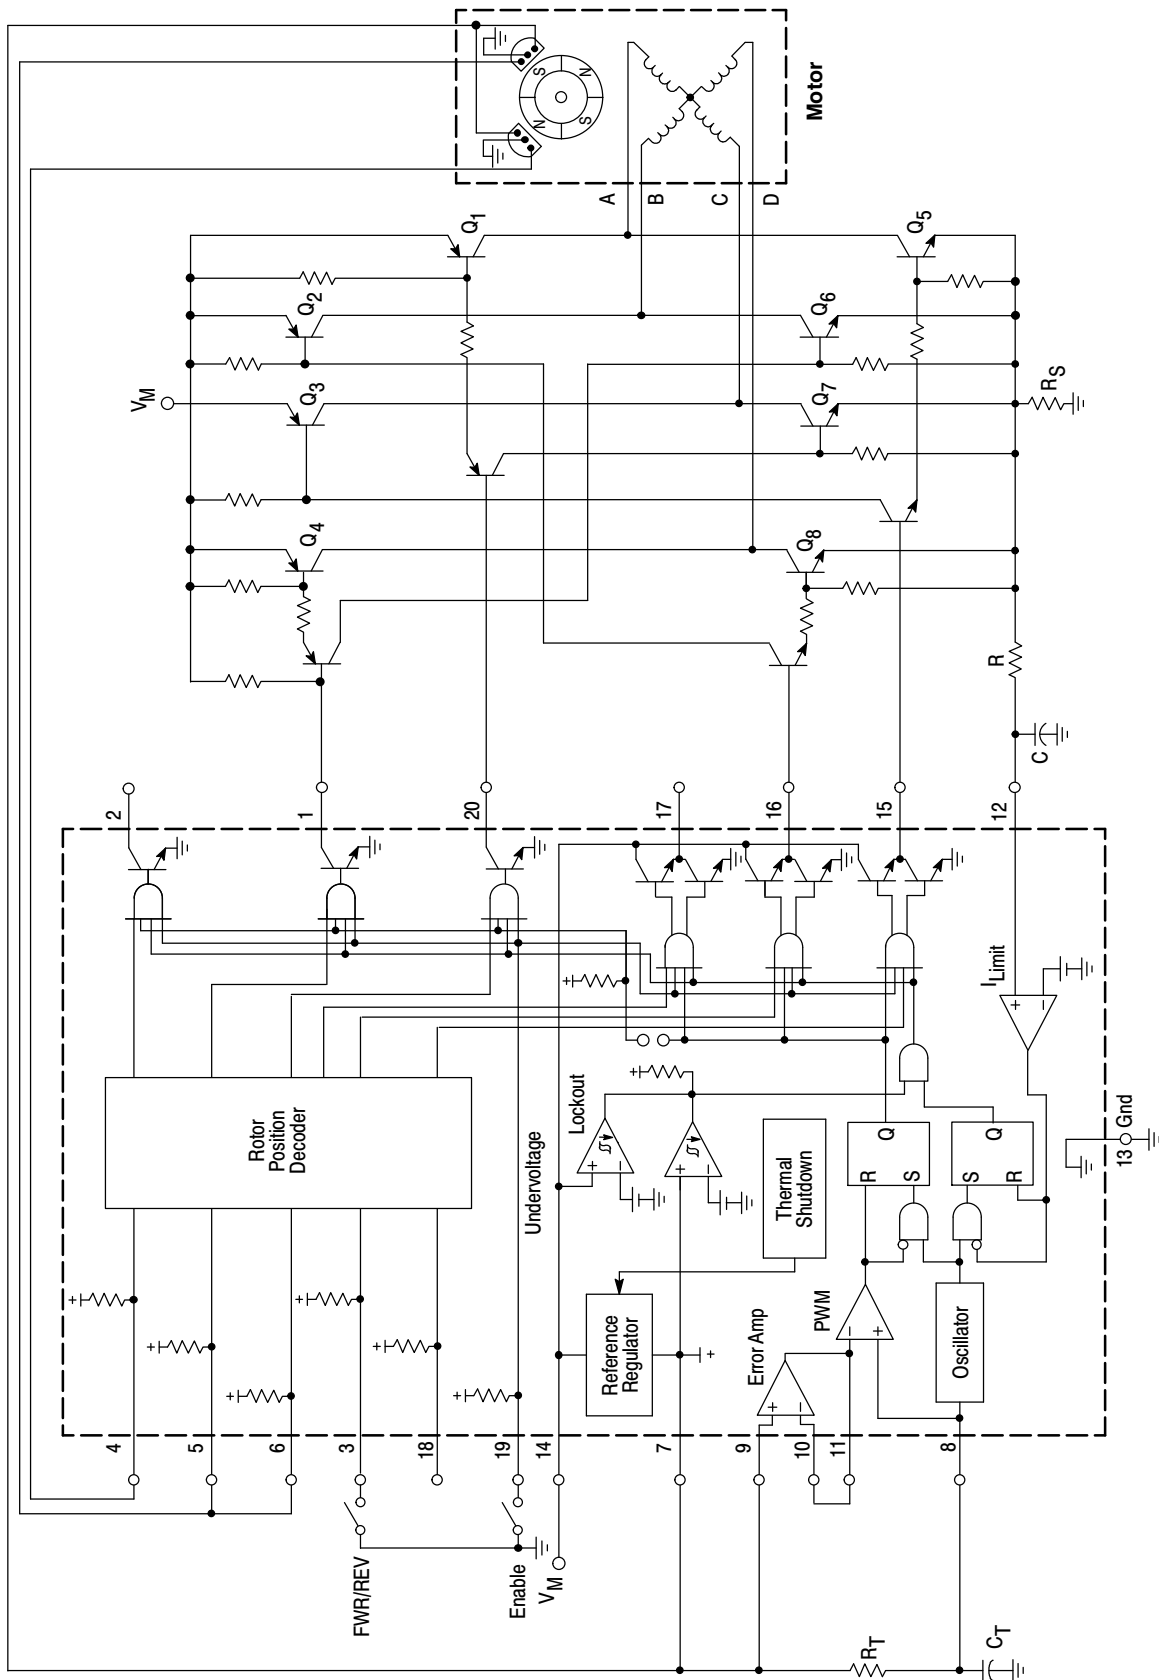 Motor
S
N
N
S
A
B
C
D
Q1
Q5
Q2
Q6
VM
Q3
Q7
RS
Q4
Q8
R
C
2
1
20
17
16
15
12
ILimit
Rotor
Position
Decoder
Undervoltage
Lockout
Thermal
Shutdown
Reference
Regulator
Error Amp
PWM
Oscillator
R
Q
S
S
Q
R
13
Gnd
+
−
4
5
6
3
18
19
14
7
9
10
11
8
FWR/REV
Enable
VM
RT
CT